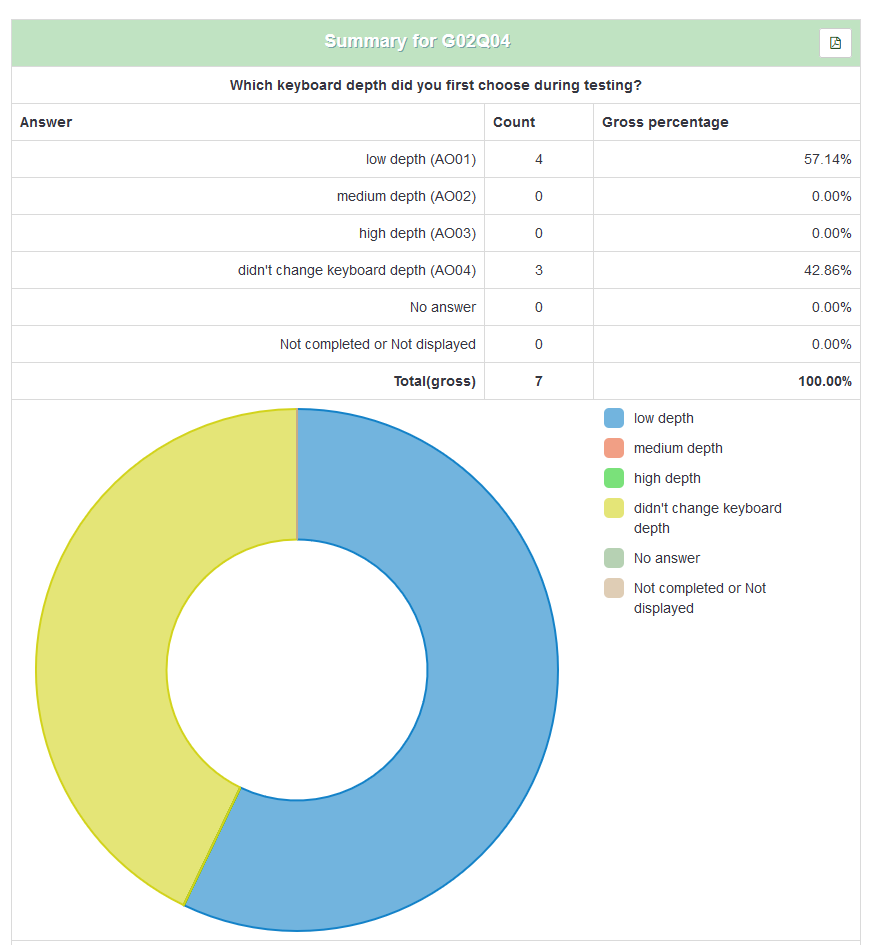 Summary for G02Q04
Which keyboard depth did you first choose during testing?
Answer Count Gross percentage
low depth (AO01) 4 57.14%
medium depth (AO02) 0 0.00%
high depth (AO03) 0 0.00%
didn't change keyboard depth (AO04) 3 42.86%
No answer 0 0.00%
Not completed or Not displayed 0 0.00%
Total(gross) 7 100.00%
low depth
medium depth
high depth
didn't change keyboard
depth
No answer
Not completed or Not
displayed